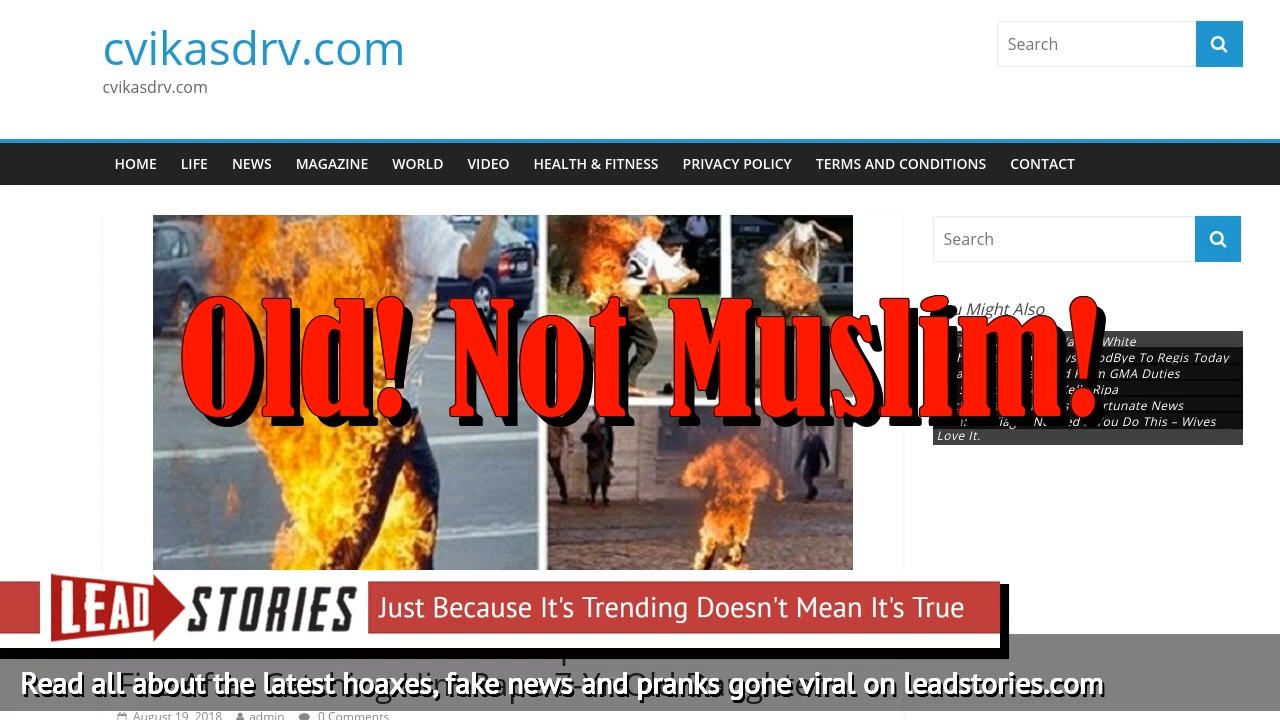 cvikasdrv.com
cvikasdrv.com
Search
HOME LIFE NEWS MAGAZINE WORLD VIDEO HEALTH & FITNESS PRIVACY POLICY TERMS AND CONDITIONS CONTACT
Search
Might Also
Old! Not Muslim!
White
GoodBye To Regis Today
GMA Duties
Ripa
News
You Do This – Wives
Love It.
LEAD STORIES
Just Because It's Trending Doesn't Mean It's True
Read all about the latest hoaxes, fake news and pranks gone viral on leadstories.com
August 19, 2018 admin 0 Comments